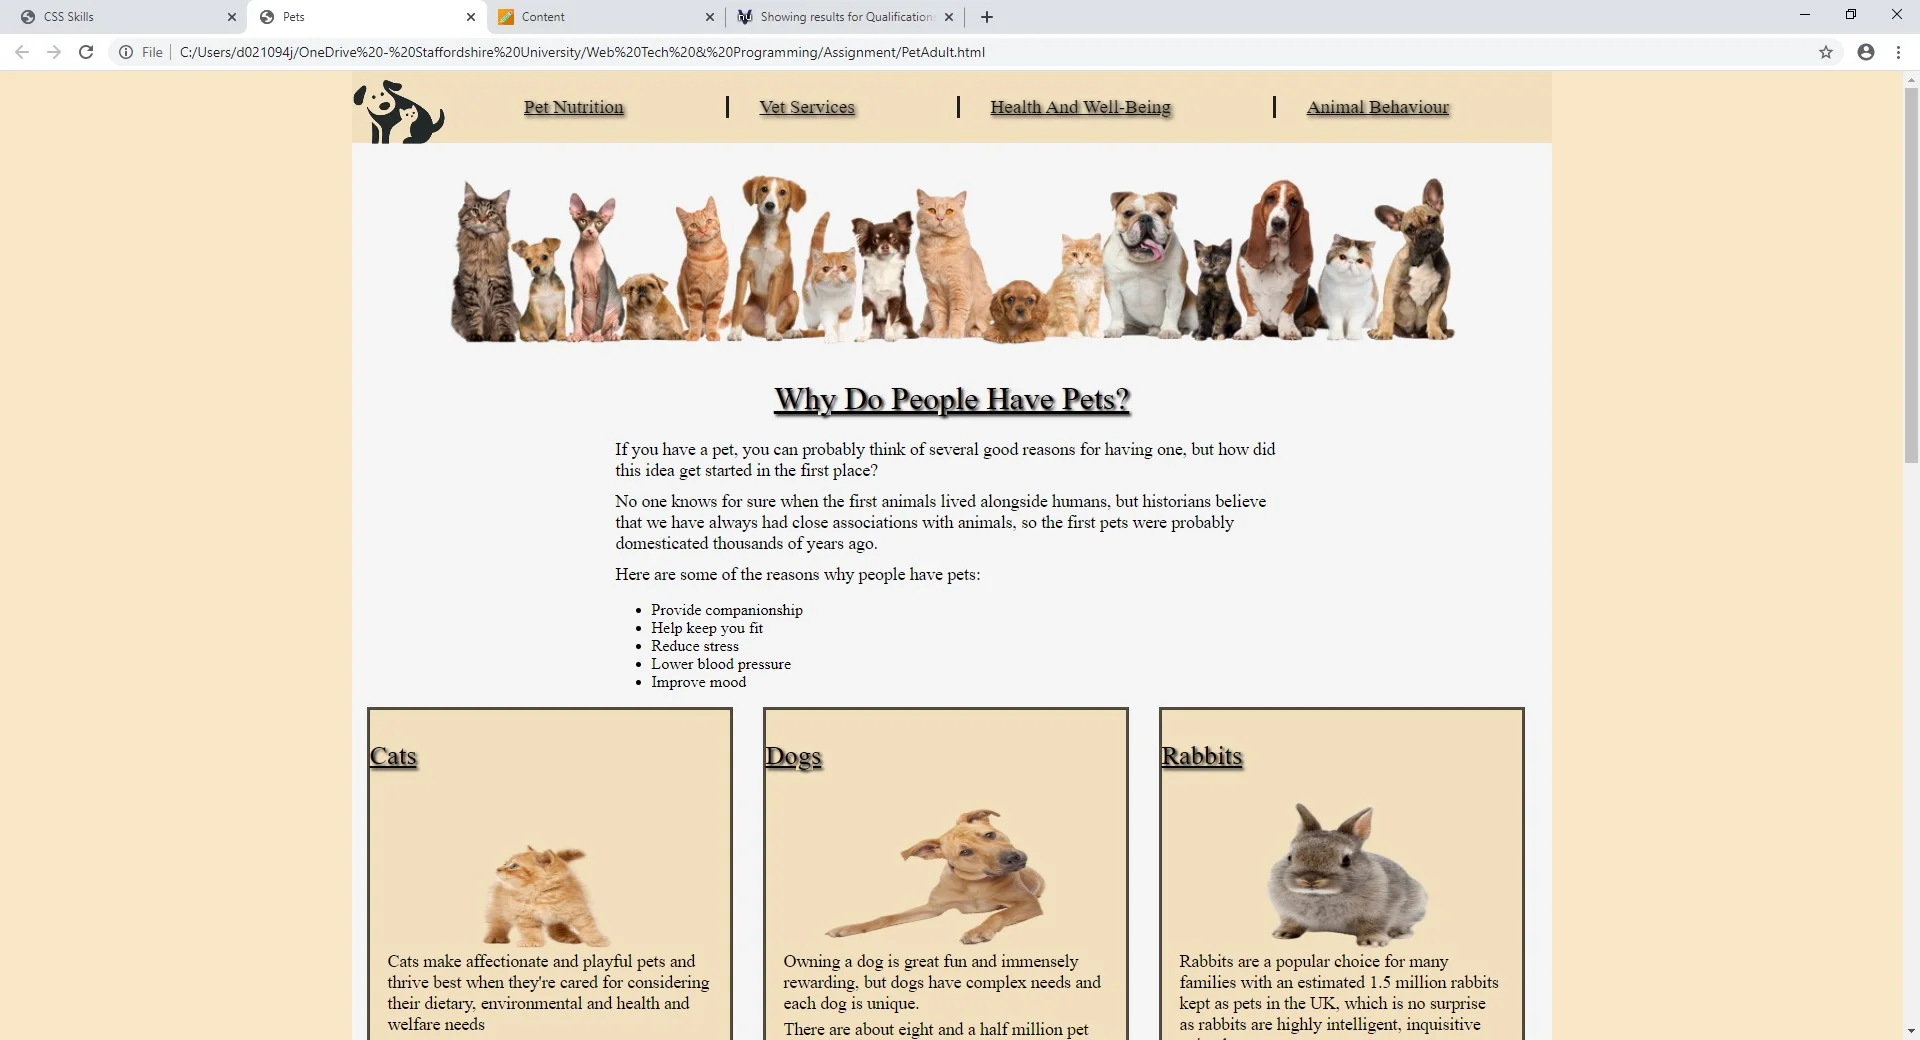 CSS Skills
Pets
Content
Showing results for Qualification
File
C:/Users/d021094j/OneDrive%20-%20Staffordshire%20University/Web%20Tech%20&%20Programming/Assignment/PetAdult.html
Pet Nutrition
Vet Services
Health And Well-Being
Animal Behaviour
Why Do People Have Pets?
If you have a pet, you can probably think of several good reasons for having one, but how did
this idea get started in the first place?
No one knows for sure when the first animals lived alongside humans, but historians believe
that we have always had close associations with animals, so the first pets were probably
domesticated thousands of years ago.
Here are some of the reasons why people have pets:
• Provide companionship
• Help keep you fit
• Reduce stress
• Lower blood pressure
• Improve mood
Cats
Cats make affectionate and playful pets and
thrive best when they're cared for considering
their dietary, environmental and health and
welfare needs
Dogs
Owning a dog is great fun and immensely
rewarding, but dogs have complex needs and
each dog is unique.
There are about eight and a half million pet
Rabbits
Rabbits are a popular choice for many
families with an estimated 1.5 million rabbits
kept as pets in the UK, which is no surprise
as rabbits are highly intelligent, inquisitive